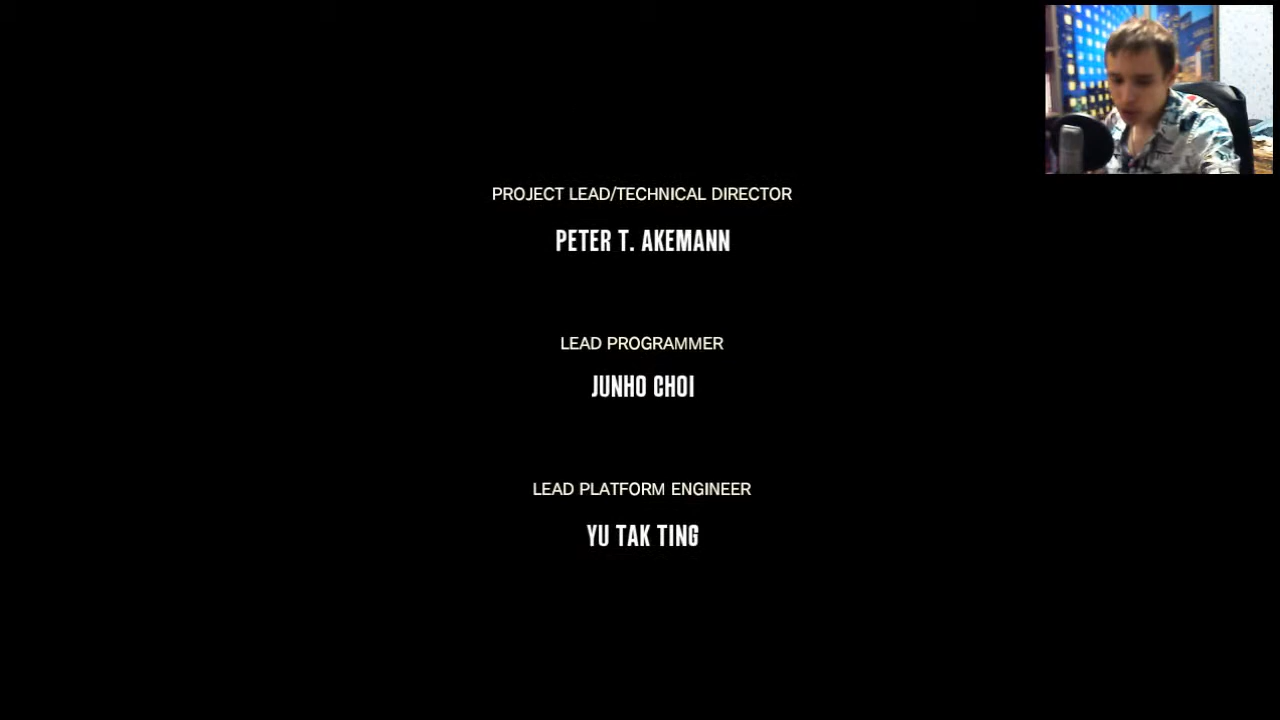 PROJECT LEAD/TECHNICAL DIRECTOR
PETER T. AKEMANN
LEAD PROGRAMMER
JUNHO CHOI
LEAD PLATFORM ENGINEER
YU TAK TING